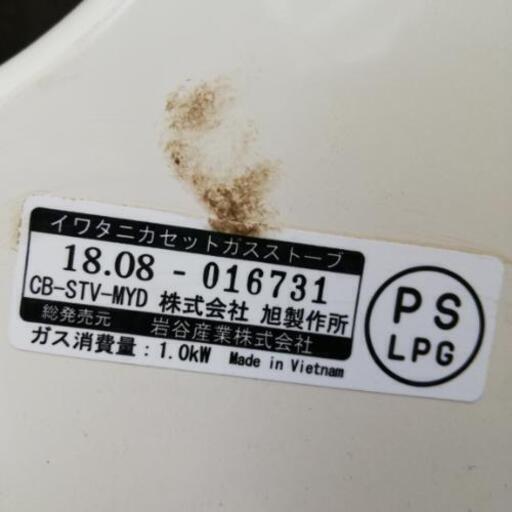 イワタニカセットガスストーブ
18.08 - 016731
CB-STV-MYD 株式会社 旭製作所
総発売元 岩谷産業株式会社
ガス消費量：1.0kW Made in Vietnam
PS
LPG